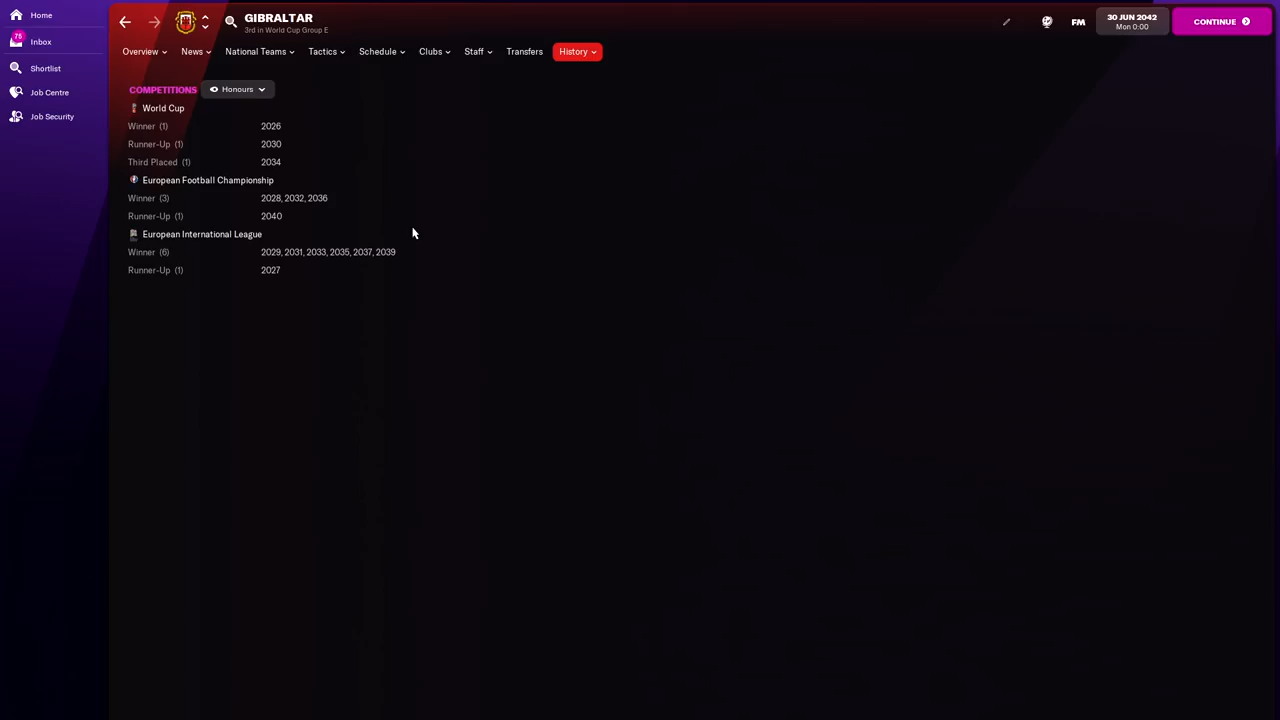 Home
75
Inbox
Shortlist
Job Centre
Job Security
GIBRALTAR
3rd in World Cup Group E
FM
30 JUN 2042
Mon 0:00
CONTINUE
Overview News National Teams Tactics Schedule Clubs Staff Transfers History
COMPETITIONS Honours
World Cup
Winner (1) 2026
Runner-Up (1) 2030
Third Placed (1) 2034
European Football Championship
Winner (3) 2028, 2032, 2036
Runner-Up (1) 2040
European International League
Winner (6) 2029, 2031, 2033, 2035, 2037, 2039
Runner-Up (1) 2027